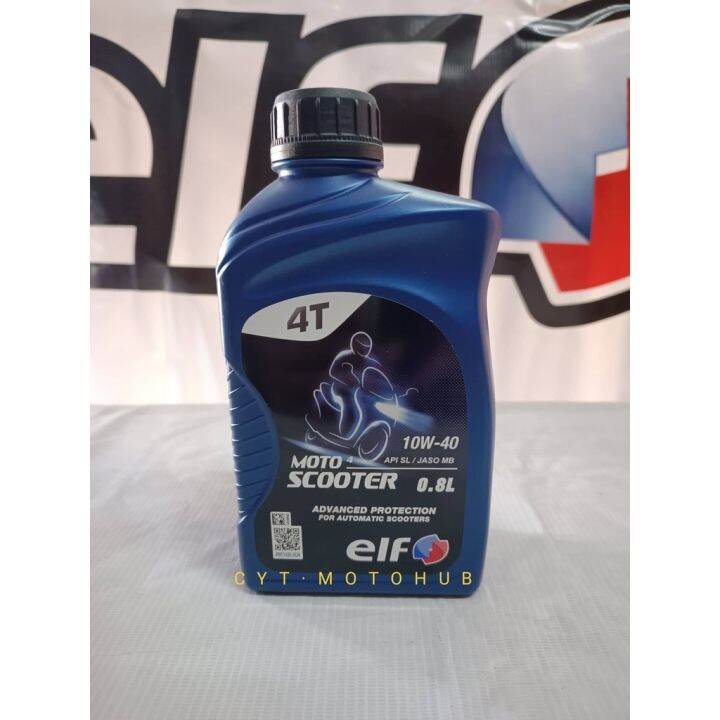 elf
4T
10W-40
API SL / JASO MB
MOTO 4
SCOOTER 0.8L
ADVANCED PROTECTION
FOR AUTOMATIC SCOOTERS
elf
CYT·MOTOHUB